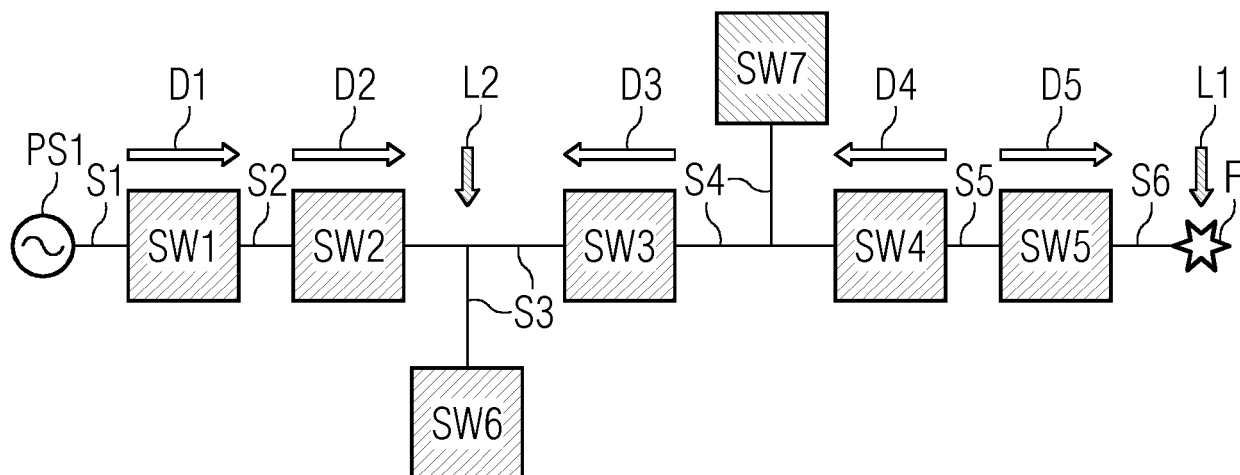 SW7
D1 D2 L2 D3 D4 D5 L1
PS1 S1 S2 S4 S5 S6 F
SW1 SW2 SW3 SW4 SW5
S3
SW6